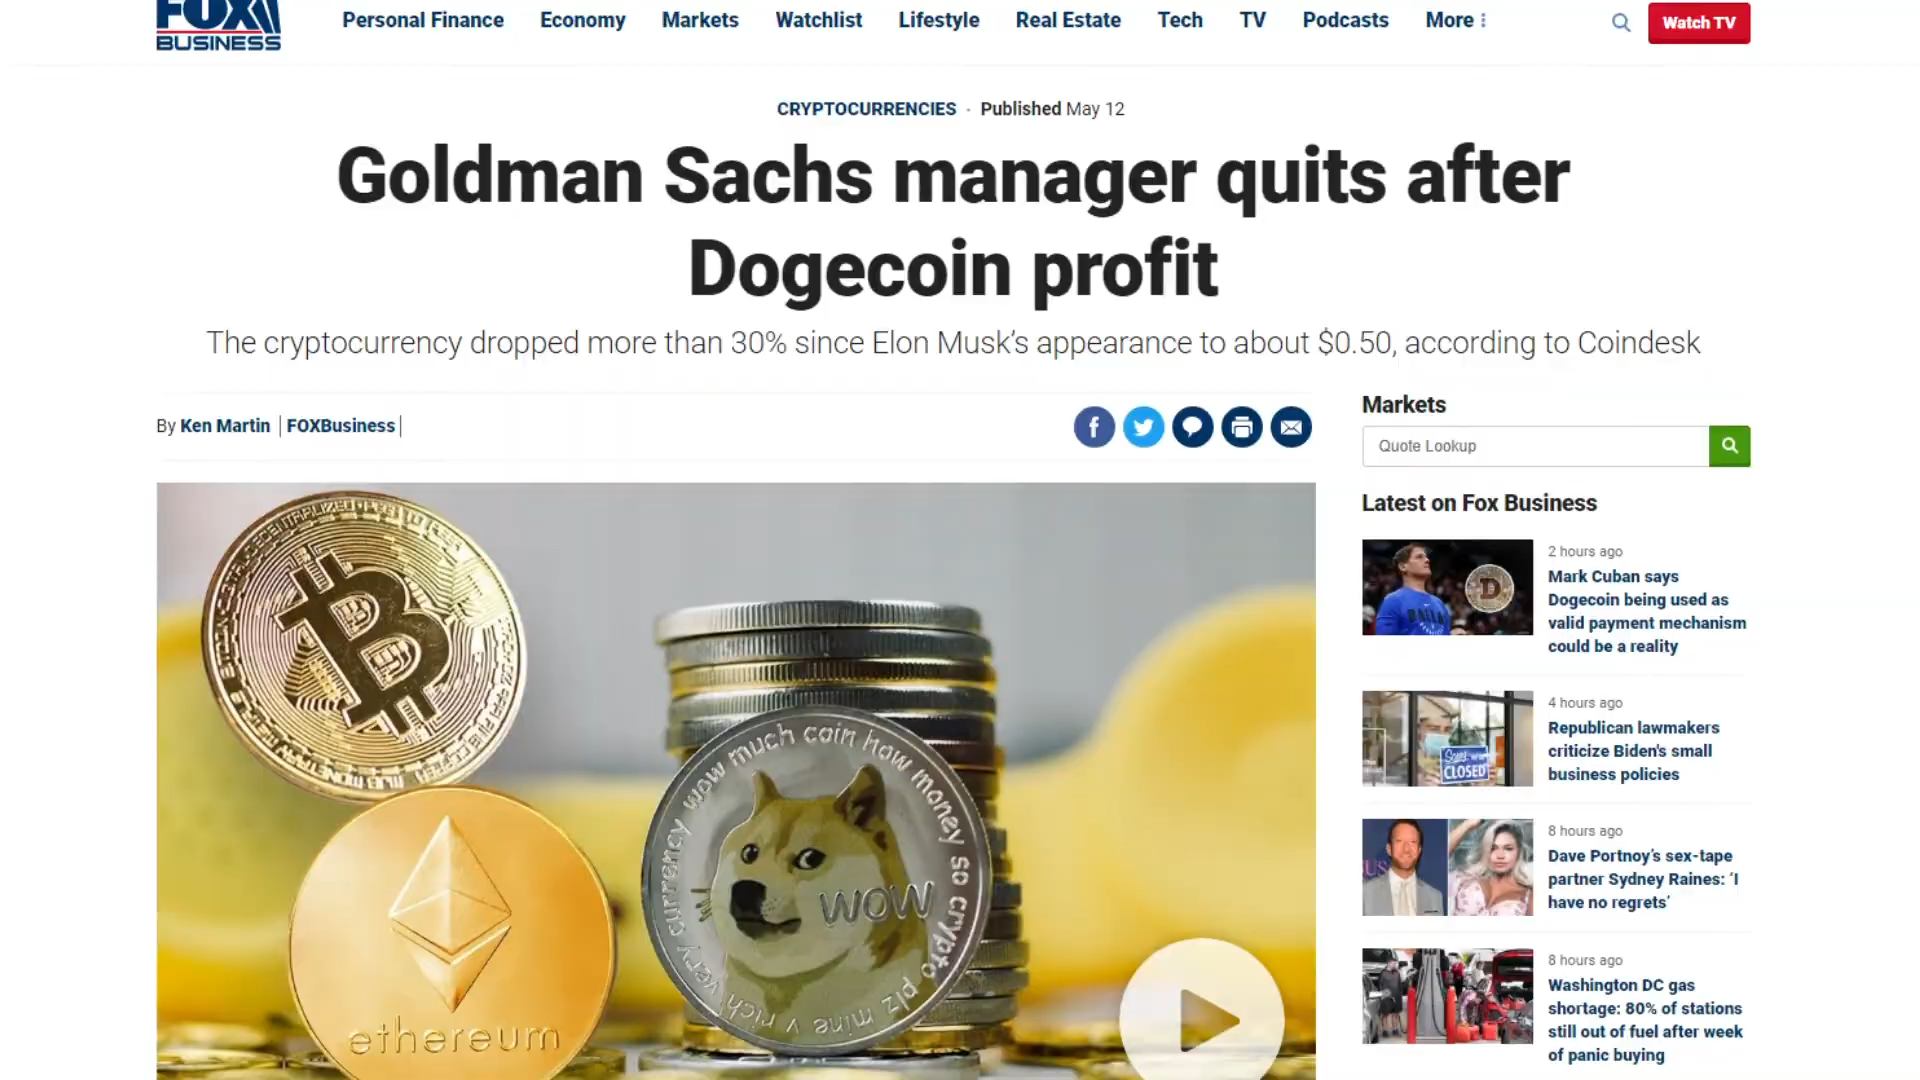 FOX
BUSINESS
Personal Finance Economy Markets Watchlist Lifestyle Real Estate Tech TV Podcasts More
Watch TV
CRYPTOCURRENCIES · Published May 12
Goldman Sachs manager quits after
Dogecoin profit
The cryptocurrency dropped more than 30% since Elon Musk’s appearance to about $0.50, according to Coindesk
By Ken Martin | FOXBusiness |
Markets
Quote Lookup
Latest on Fox Business
2 hours ago
Mark Cuban says
Dogecoin being used as
valid payment mechanism
could be a reality
4 hours ago
Republican lawmakers
criticize Biden's small
business policies
CLOSED
8 hours ago
Dave Portnoy’s sex-tape
partner Sydney Raines: ‘I
have no regrets’
8 hours ago
Washington DC gas
shortage: 80% of stations
still out of fuel after week
of panic buying
very currency wow much coin how money so crypto plz mine v rich
wow
ethereum